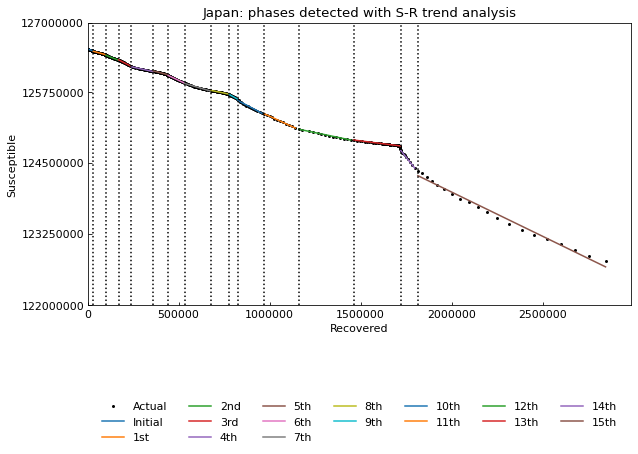 Japan: phases detected with S-R trend analysis
127000000
125750000
124500000
123250000
122000000
Susceptible
0 500000 1000000 1500000 2000000 2500000
Recovered
Actual 2nd 5th 8th 10th 12th 14th
Initial 3rd 6th 9th 11th 13th 15th
1st 4th 7th